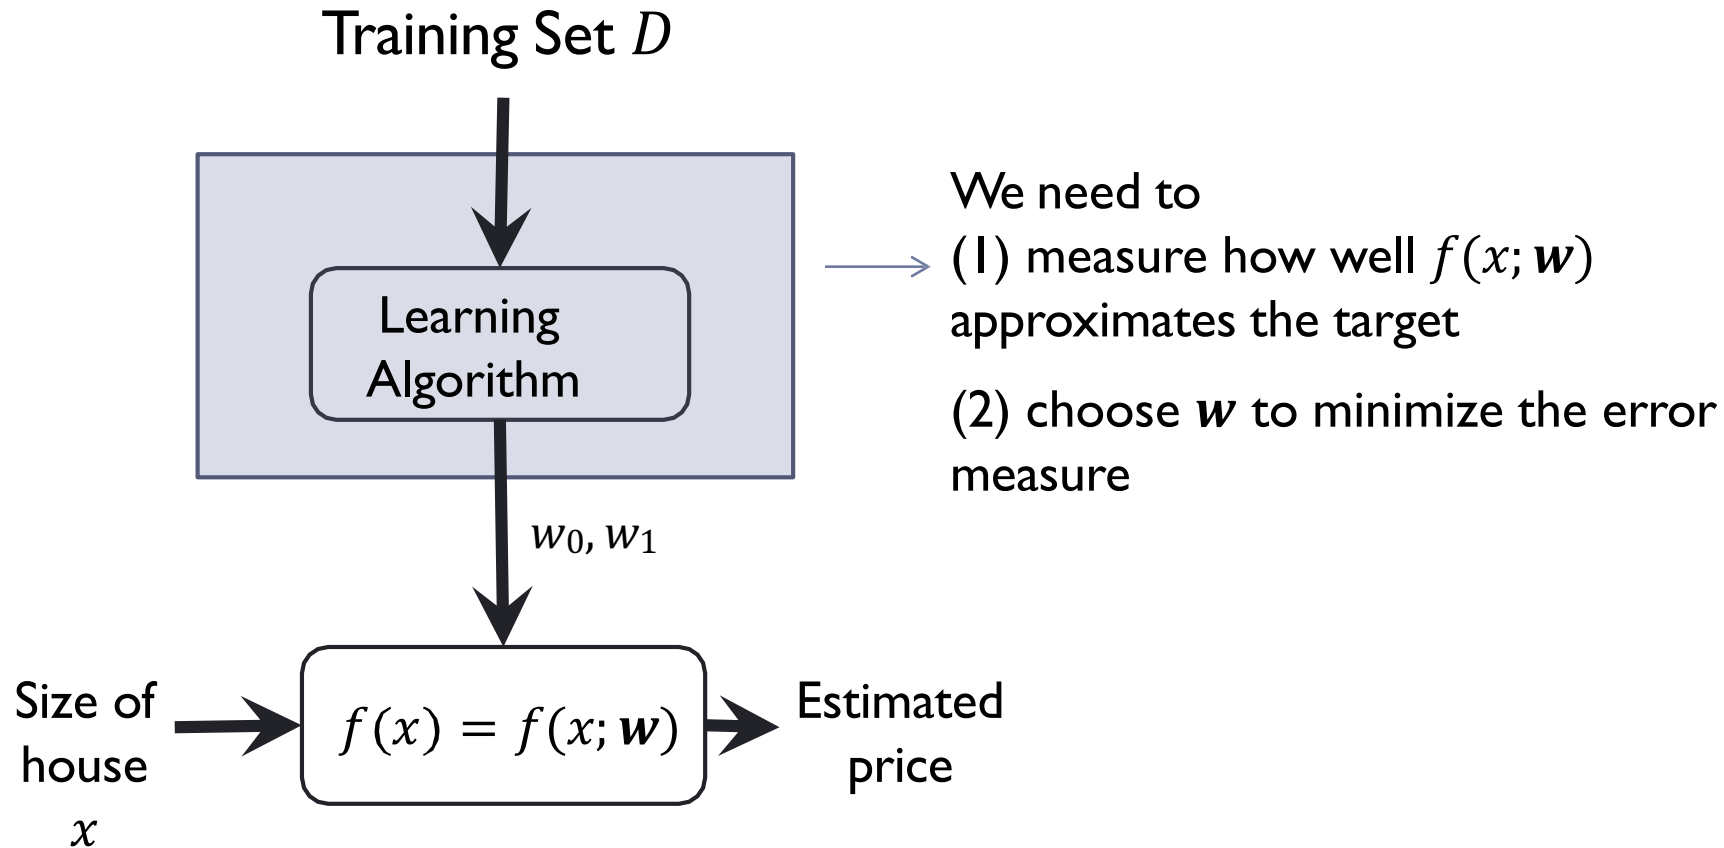 Training Set D
Learning
Algorithm
We need to
(1) measure how well f(x; w)
approximates the target
(2) choose w to minimize the error
measure
w₀, w₁
Size of
house
x
f(x) = f(x; w)
Estimated
price